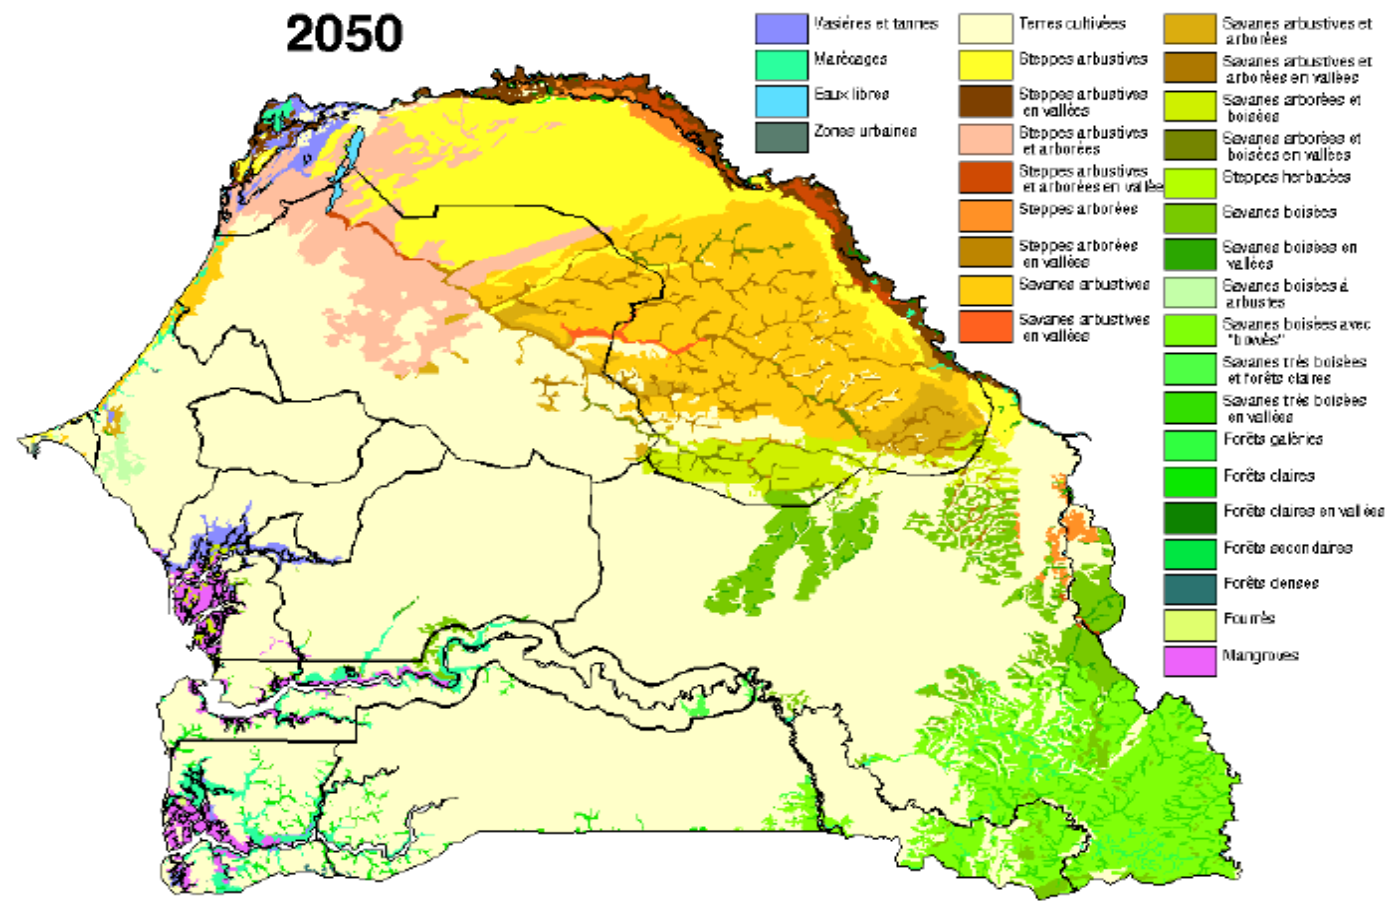 2050
Vasières et tannes
Marécages
Eaux libres
Zones urbaines
Terres cultivées
Steppes arbustives
Steppes arbustives
en vallées
Steppes arbustives
et arborées
Steppes arbustives
et arborées en vallées
Steppes arborées
Steppes arborées
en vallées
Savanes arbustives
Savanes arbustives
en vallées
Savanes arbustives et
arborées
Savanes arbustives et
arborées en vallées
Savanes arborées et
boisées
Savanes arborées et
boisées en vallées
Steppes herbacées
Savanes boisées
Savanes boisées en
vallées
Savanes boisées à
arbustes
Savanes boisées avec
"bowés"
Savanes très boisées
et forêts claires
Savanes très boisées
en vallées
Forêts galéries
Forêts claires
Forêts claires en vallées
Forêts secondaires
Forêts denses
Fourrés
Mangroves